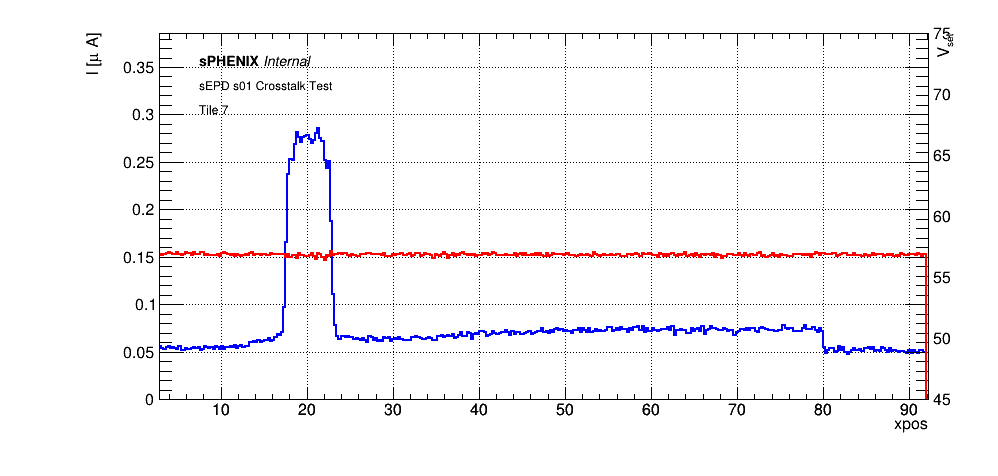 I [μ A]
0.35
0.3
0.25
0.2
0.15
0.1
0.05
0
sPHENIX Internal
sEPD s01 Crosstalk Test
Tile 7
75
70
65
60
55
50
45
V_set
10 20 30 40 50 60 70 80 90
xpos